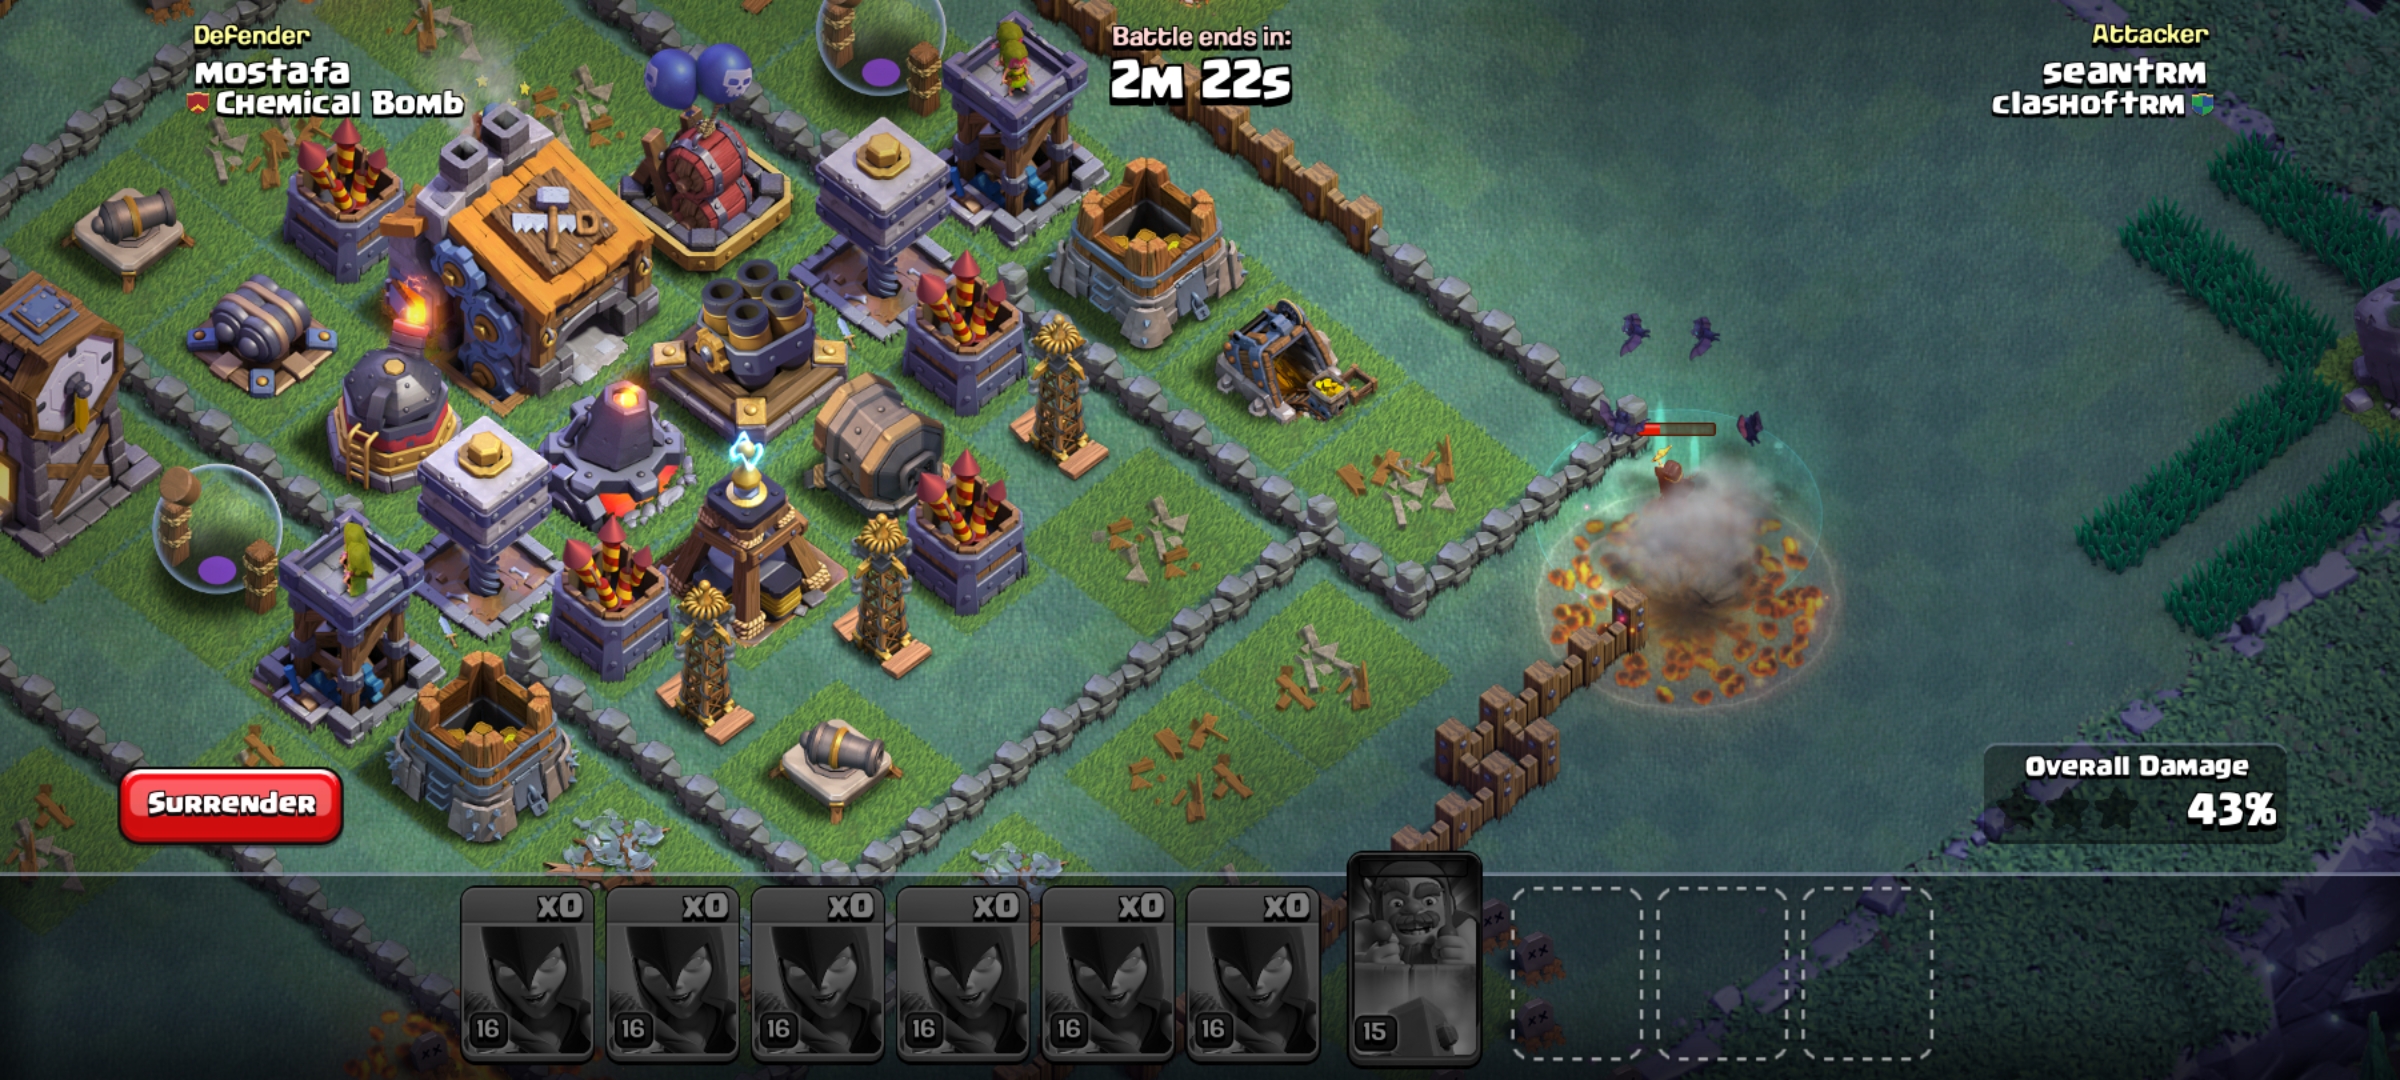 Defender
mostafa
Chemical Bomb
Battle ends in:
2M 22s
Attacker
seantrm
clashoftrm
Surrender
Overall Damage
43%
x0
x0
x0
x0
x0
x0
16
16
16
16
16
16
15